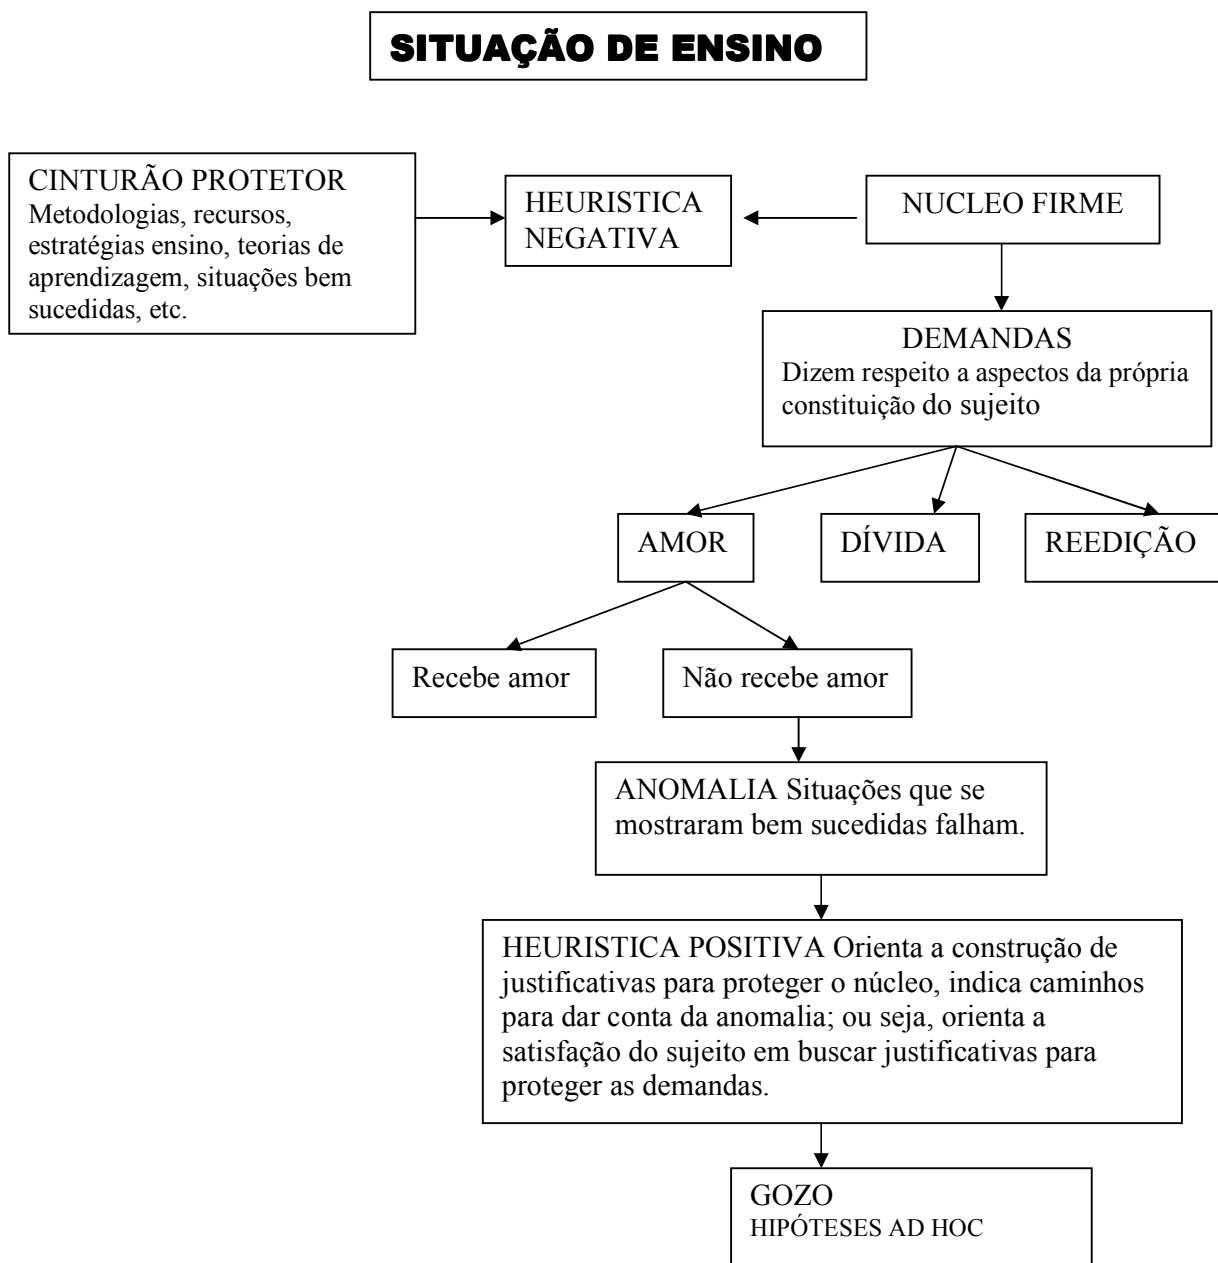 SITUAÇÃO DE ENSINO
CINTURÃO PROTETOR
Metodologias, recursos,
estratégias ensino, teorias de
aprendizagem, situações bem
sucedidas, etc.
HEURISTICA
NEGATIVA
NUCLEO FIRME
DEMANDAS
Dizem respeito a aspectos da própria
constituição do sujeito
AMOR
DÍVIDA
REEDIÇÃO
Recebe amor
Não recebe amor
ANOMALIA Situações que se
mostraram bem sucedidas falham.
HEURISTICA POSITIVA Orienta a construção de
justificativas para proteger o núcleo, indica caminhos
para dar conta da anomalia; ou seja, orienta a
satisfação do sujeito em buscar justificativas para
proteger as demandas.
GOZO
HIPÓTESES AD HOC